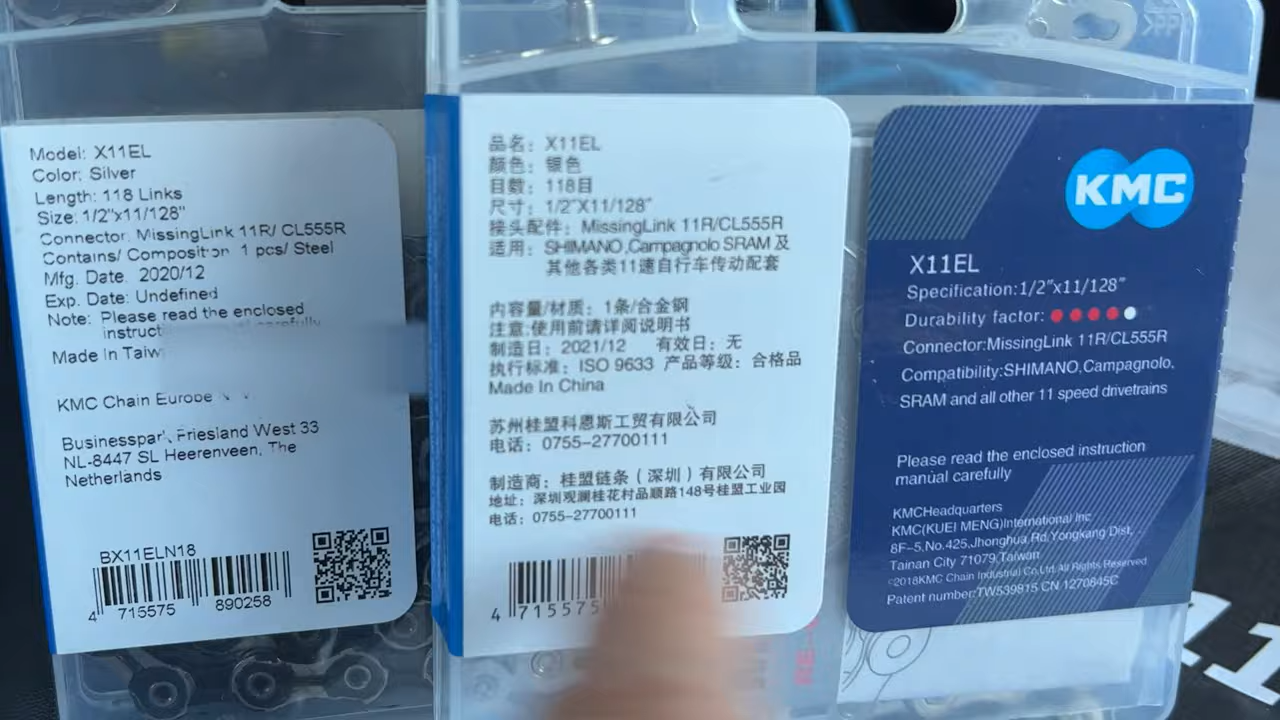 Model: X11EL
Color: Silver
Length: 118 Links
Size: 1/2"x11/128"
Connector: MissingLink 11R/ CL555R
Contains/ Composition 1 pcs/ Steel
Mfg. Date. 2020/12
Exp. Date: Undefined
Note: Please read the enclosed
carefully
Made In
KMC Chain Europe
Businesspark Friesland West 33
NL-8447 SL Heerenveen, The
Netherlands
BX11ELN18
4 715575 890258
品名：X11EL
颜色：银色
目数：118目
尺寸：1/2"X11/128"
接头配件：MissingLink 11R/CL555R
适用：SHIMANO,Campagnolo SRAM 及
其他各类11速自行车传动配套
内容量/材质：1条/合金钢
注意:使用前请详阅说明书
制造日：2021/12 有效日：无
执行标准：ISO 9633 产品等级：合格品
Made In China
苏州桂盟科恩斯工贸有限公司
电话：0755-27700111
制造商：桂盟链条（深圳）有限公司
地址：深圳观澜桂花村品顺路148号桂盟工业园
电话：0755-27700111
4 715575
KMC
X11EL
Specification:1/2"x11/128"
Durability factor:
Connector:MissingLink 11R/CL555R
Compatibility:SHIMANO,Campagnolo,
SRAM and all other 11 speed drivetrains
Please read the enclosed instruction
manual carefully
KMCHeadquarters
KMC(KUEI MENG)International Inc
8F-5,No.425,Jhonghua Rd,Yongkang Dist.,
Tainan City 71079,Taiwan
©2018KMC Chain Industrial Co.Ltd.All Rights Reserved
Patent number:TW539815 CN 1270845C